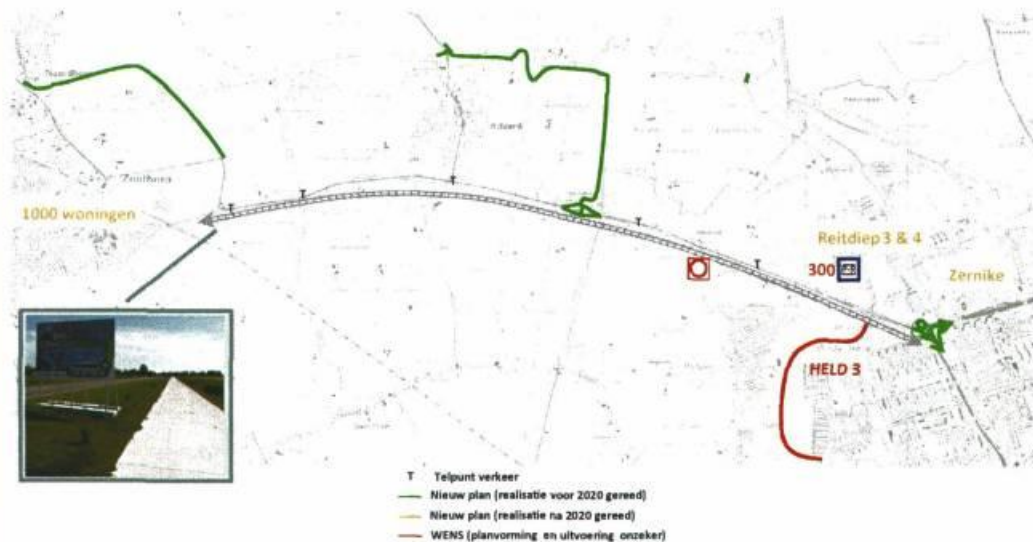 Zuidhorn
1000 woningen
T
T
T
T
T
Reitdiep 3 & 4
300
Zernike
HELD 3
T Telpunt verkeer
Nieuw plan (realisatie voor 2020 gereed)
Nieuw plan (realisatie na 2020 gereed)
WENS (planvorming en uitvoering onzeker)